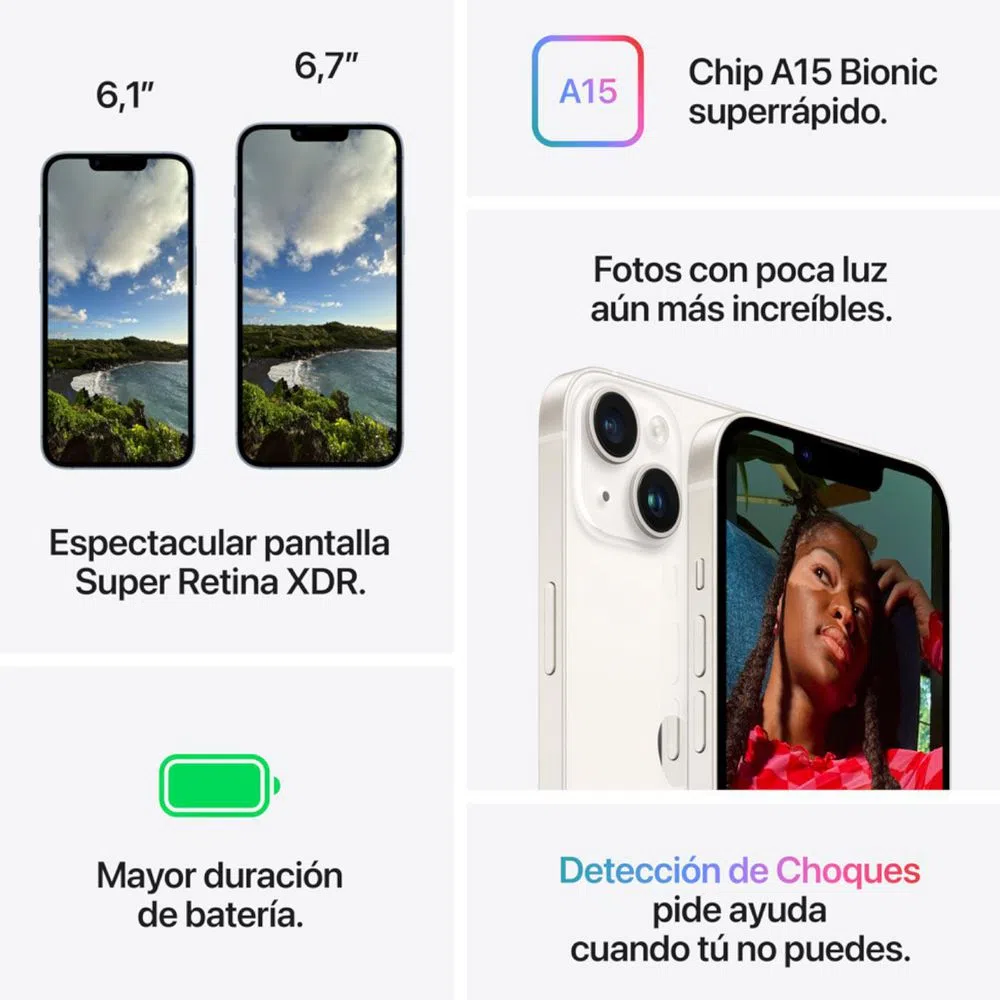 6,1”
6,7”
Espectacular pantalla
Super Retina XDR.
A15
Chip A15 Bionic
superrápido.
Fotos con poca luz
aún más increíbles.
Mayor duración
de batería.
Detección de Choques
pide ayuda
cuando tú no puedes.